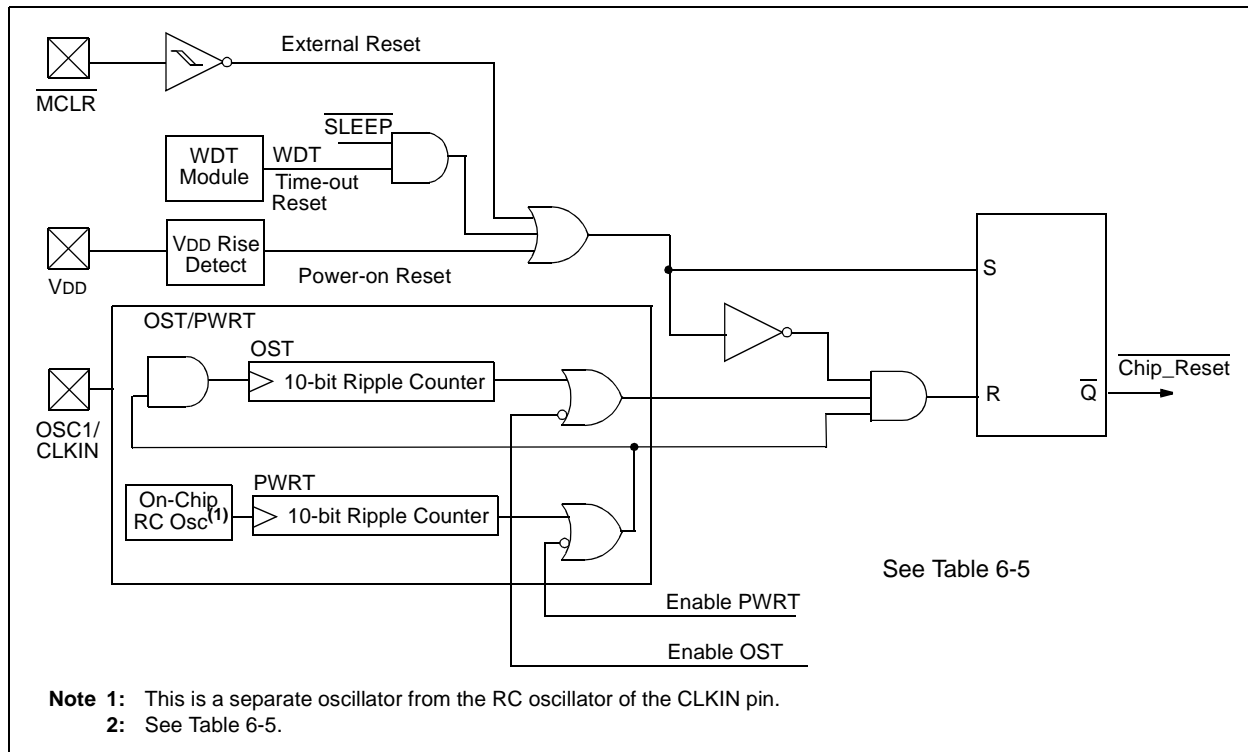 External Reset
MCLR
SLEEP
WDT
Module
WDT
Time-out
Reset
VDD Rise
Detect
VDD
Power-on Reset
OST/PWRT
OST
10-bit Ripple Counter
OSC1/
CLKIN
PWRT
On-Chip
RC Osc(1)
10-bit Ripple Counter
S
R
Q
Chip_Reset
See Table 6-5
Enable PWRT
Enable OST
Note 1: This is a separate oscillator from the RC oscillator of the CLKIN pin.
2: See Table 6-5.